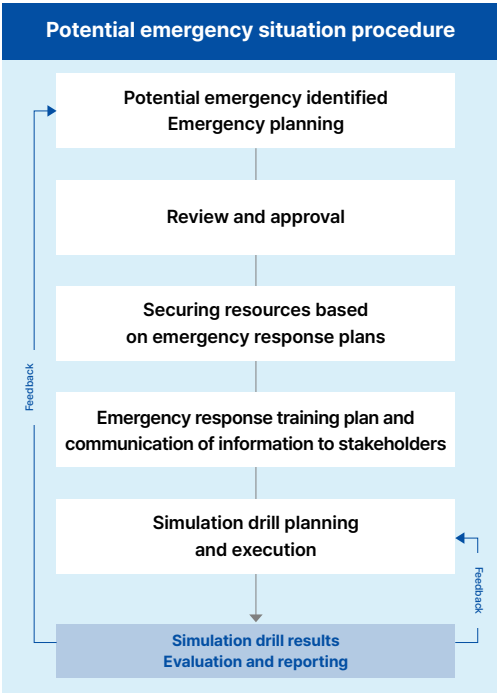 Potential emergency situation procedure
Potential emergency identified
Emergency planning
Review and approval
Securing resources based
on emergency response plans
Feedback
Emergency response training plan and
communication of information to stakeholders
Simulation drill planning
and execution
Feedback
Simulation drill results
Evaluation and reporting